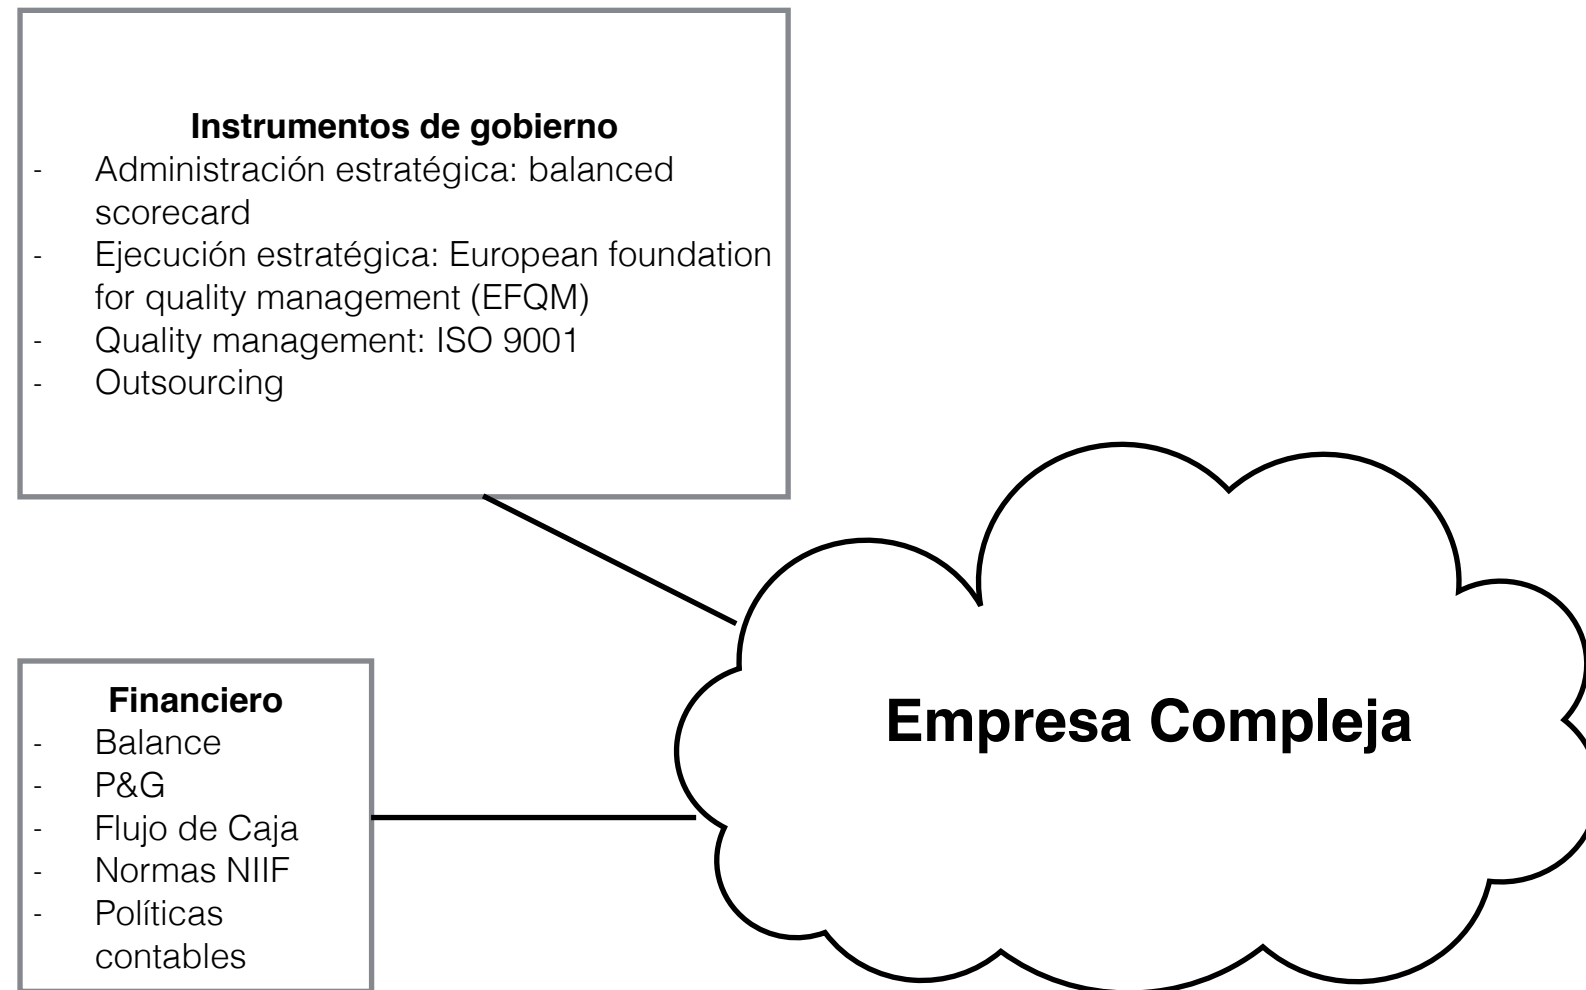 Instrumentos de gobierno
- Administración estratégica: balanced
scorecard
- Ejecución estratégica: European foundation
for quality management (EFQM)
- Quality management: ISO 9001
- Outsourcing
Empresa Compleja
Financiero
- Balance
- P&G
- Flujo de Caja
- Normas NIIF
- Políticas
contables